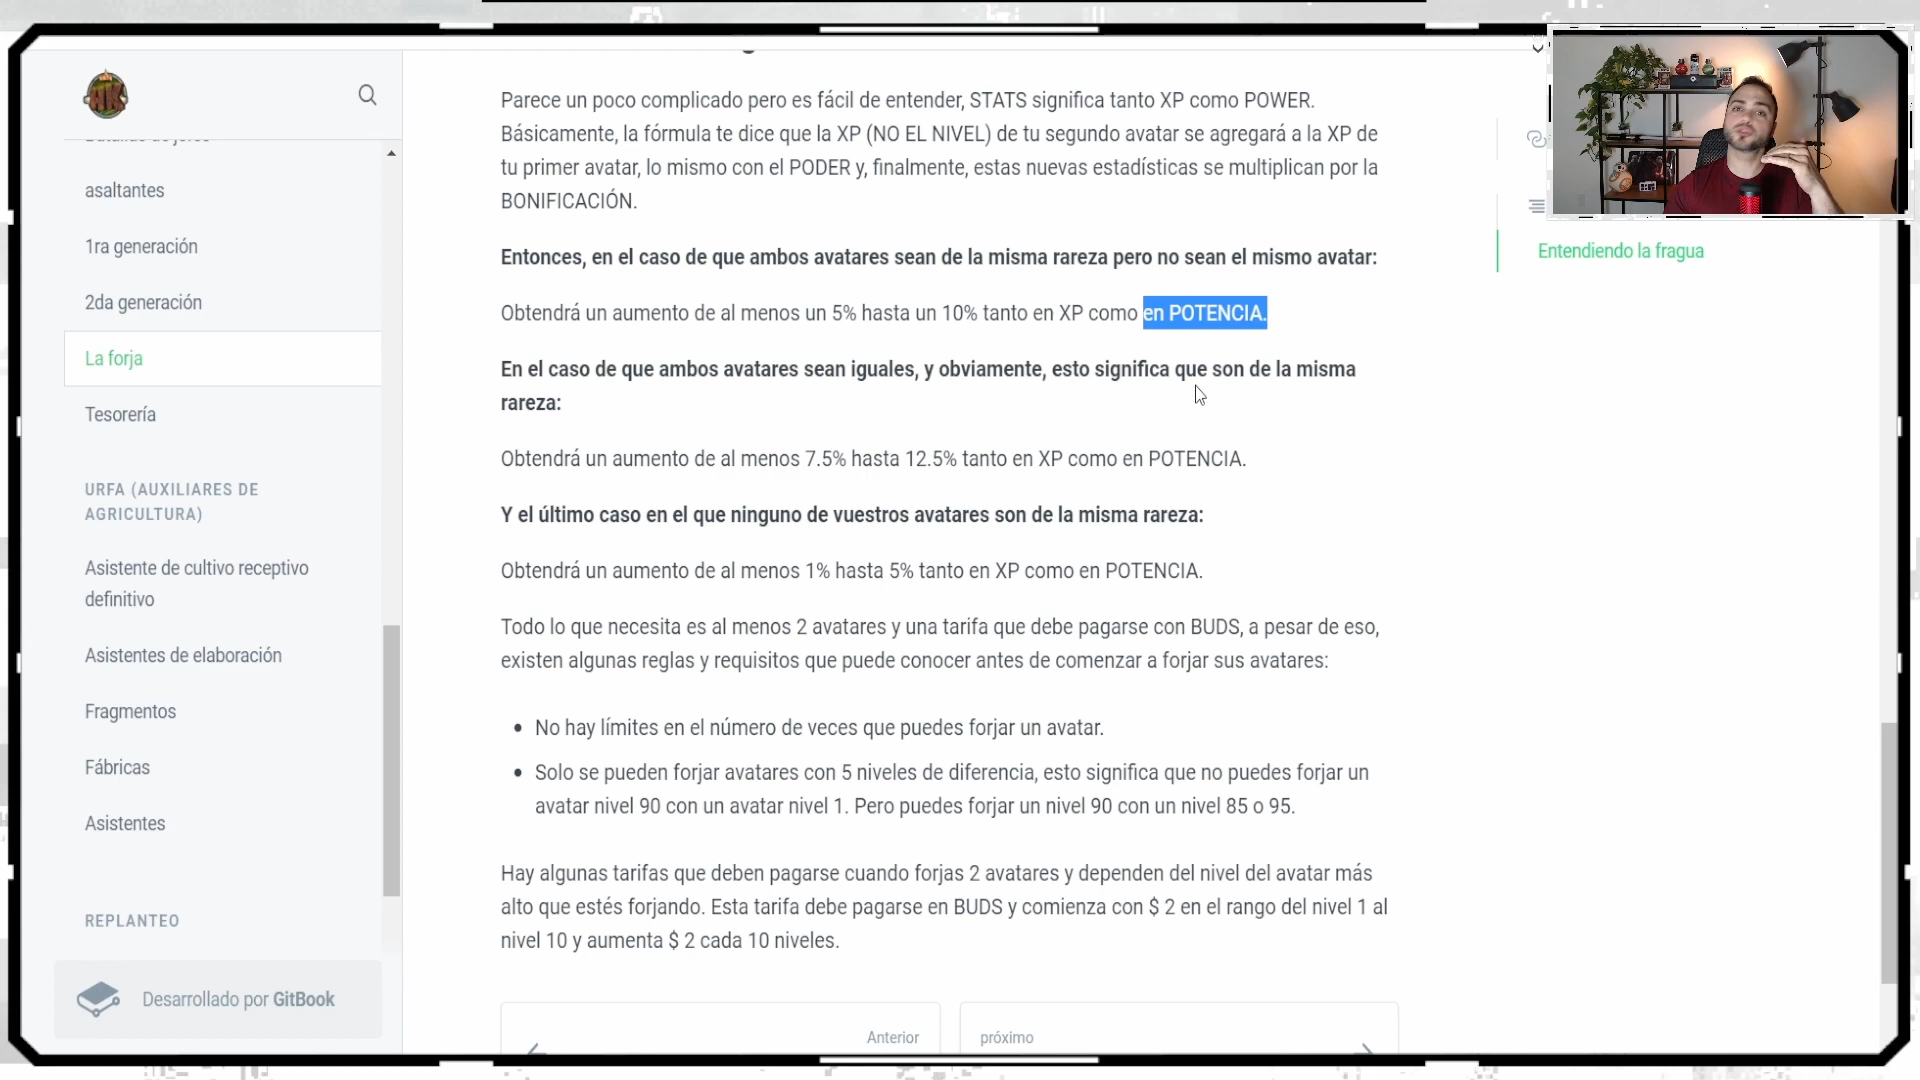 asaltantes
1ra generación
2da generación
La forja
Tesorería
URFA (AUXILIARES DE
AGRICULTURA)
Asistente de cultivo receptivo
definitivo
Asistentes de elaboración
Fragmentos
Fábricas
Asistentes
REPLANTEO
Desarrollado por GitBook
Parece un poco complicado pero es fácil de entender, STATS significa tanto XP como POWER.
Básicamente, la fórmula te dice que la XP (NO EL NIVEL) de tu segundo avatar se agregará a la XP de
tu primer avatar, lo mismo con el PODER y, finalmente, estas nuevas estadísticas se multiplican por la
BONIFICACIÓN.
Entonces, en el caso de que ambos avatares sean de la misma rareza pero no sean el mismo avatar:
Obtendrá un aumento de al menos un 5% hasta un 10% tanto en XP como en POTENCIA.
En el caso de que ambos avatares sean iguales, y obviamente, esto significa que son de la misma
rareza:
Obtendrá un aumento de al menos 7.5% hasta 12.5% tanto en XP como en POTENCIA.
Y el último caso en el que ninguno de vuestros avatares son de la misma rareza:
Obtendrá un aumento de al menos 1% hasta 5% tanto en XP como en POTENCIA.
Todo lo que necesita es al menos 2 avatares y una tarifa que debe pagarse con BUDS, a pesar de eso,
existen algunas reglas y requisitos que puede conocer antes de comenzar a forjar sus avatares:
• No hay límites en el número de veces que puedes forjar un avatar.
• Solo se pueden forjar avatares con 5 niveles de diferencia, esto significa que no puedes forjar un
avatar nivel 90 con un avatar nivel 1. Pero puedes forjar un nivel 90 con un nivel 85 o 95.
Hay algunas tarifas que deben pagarse cuando forjas 2 avatares y dependen del nivel del avatar más
alto que estés forjando. Esta tarifa debe pagarse en BUDS y comienza con $ 2 en el rango del nivel 1 al
nivel 10 y aumenta $ 2 cada 10 niveles.
Anterior
próximo
Entendiendo la fragua